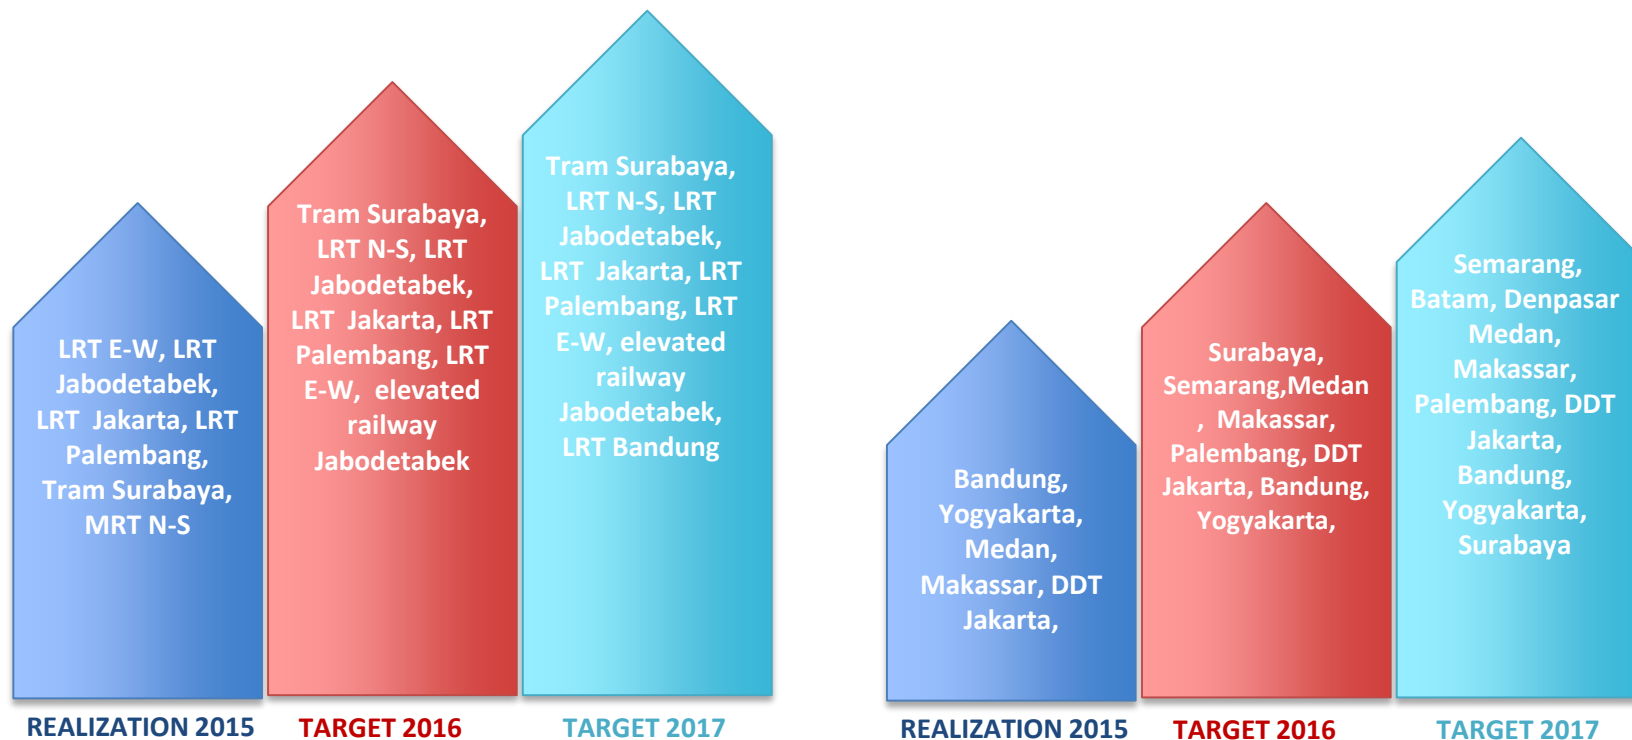 LRT E-W, LRT
Jabodetabek,
LRT  Jakarta, LRT
Palembang,
Tram Surabaya,
MRT N-S
REALIZATION 2015
Tram Surabaya,
LRT N-S, LRT
Jabodetabek,
LRT  Jakarta, LRT
Palembang, LRT
E-W,  elevated
railway
Jabodetabek
TARGET 2016
Tram Surabaya,
LRT N-S, LRT
Jabodetabek,
LRT  Jakarta, LRT
Palembang, LRT
E-W, elevated
railway
Jabodetabek,
LRT Bandung
TARGET 2017
Bandung,
Yogyakarta,
Medan,
Makassar, DDT
Jakarta,
REALIZATION 2015
Surabaya,
Semarang,Medan
,  Makassar,
Palembang, DDT
Jakarta, Bandung,
Yogyakarta,
TARGET 2016
Semarang,
Batam, Denpasar
Medan,
Makassar,
Palembang, DDT
Jakarta,
Bandung,
Yogyakarta,
Surabaya
TARGET 2017